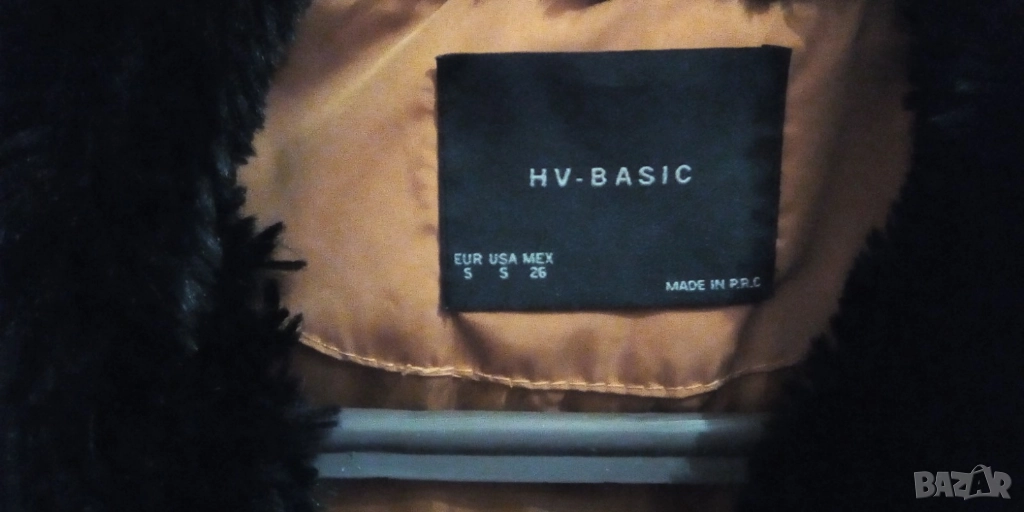 HV-BASIC
EUR USA MEX
S S 26
MADE IN P.R.C
BAZAR